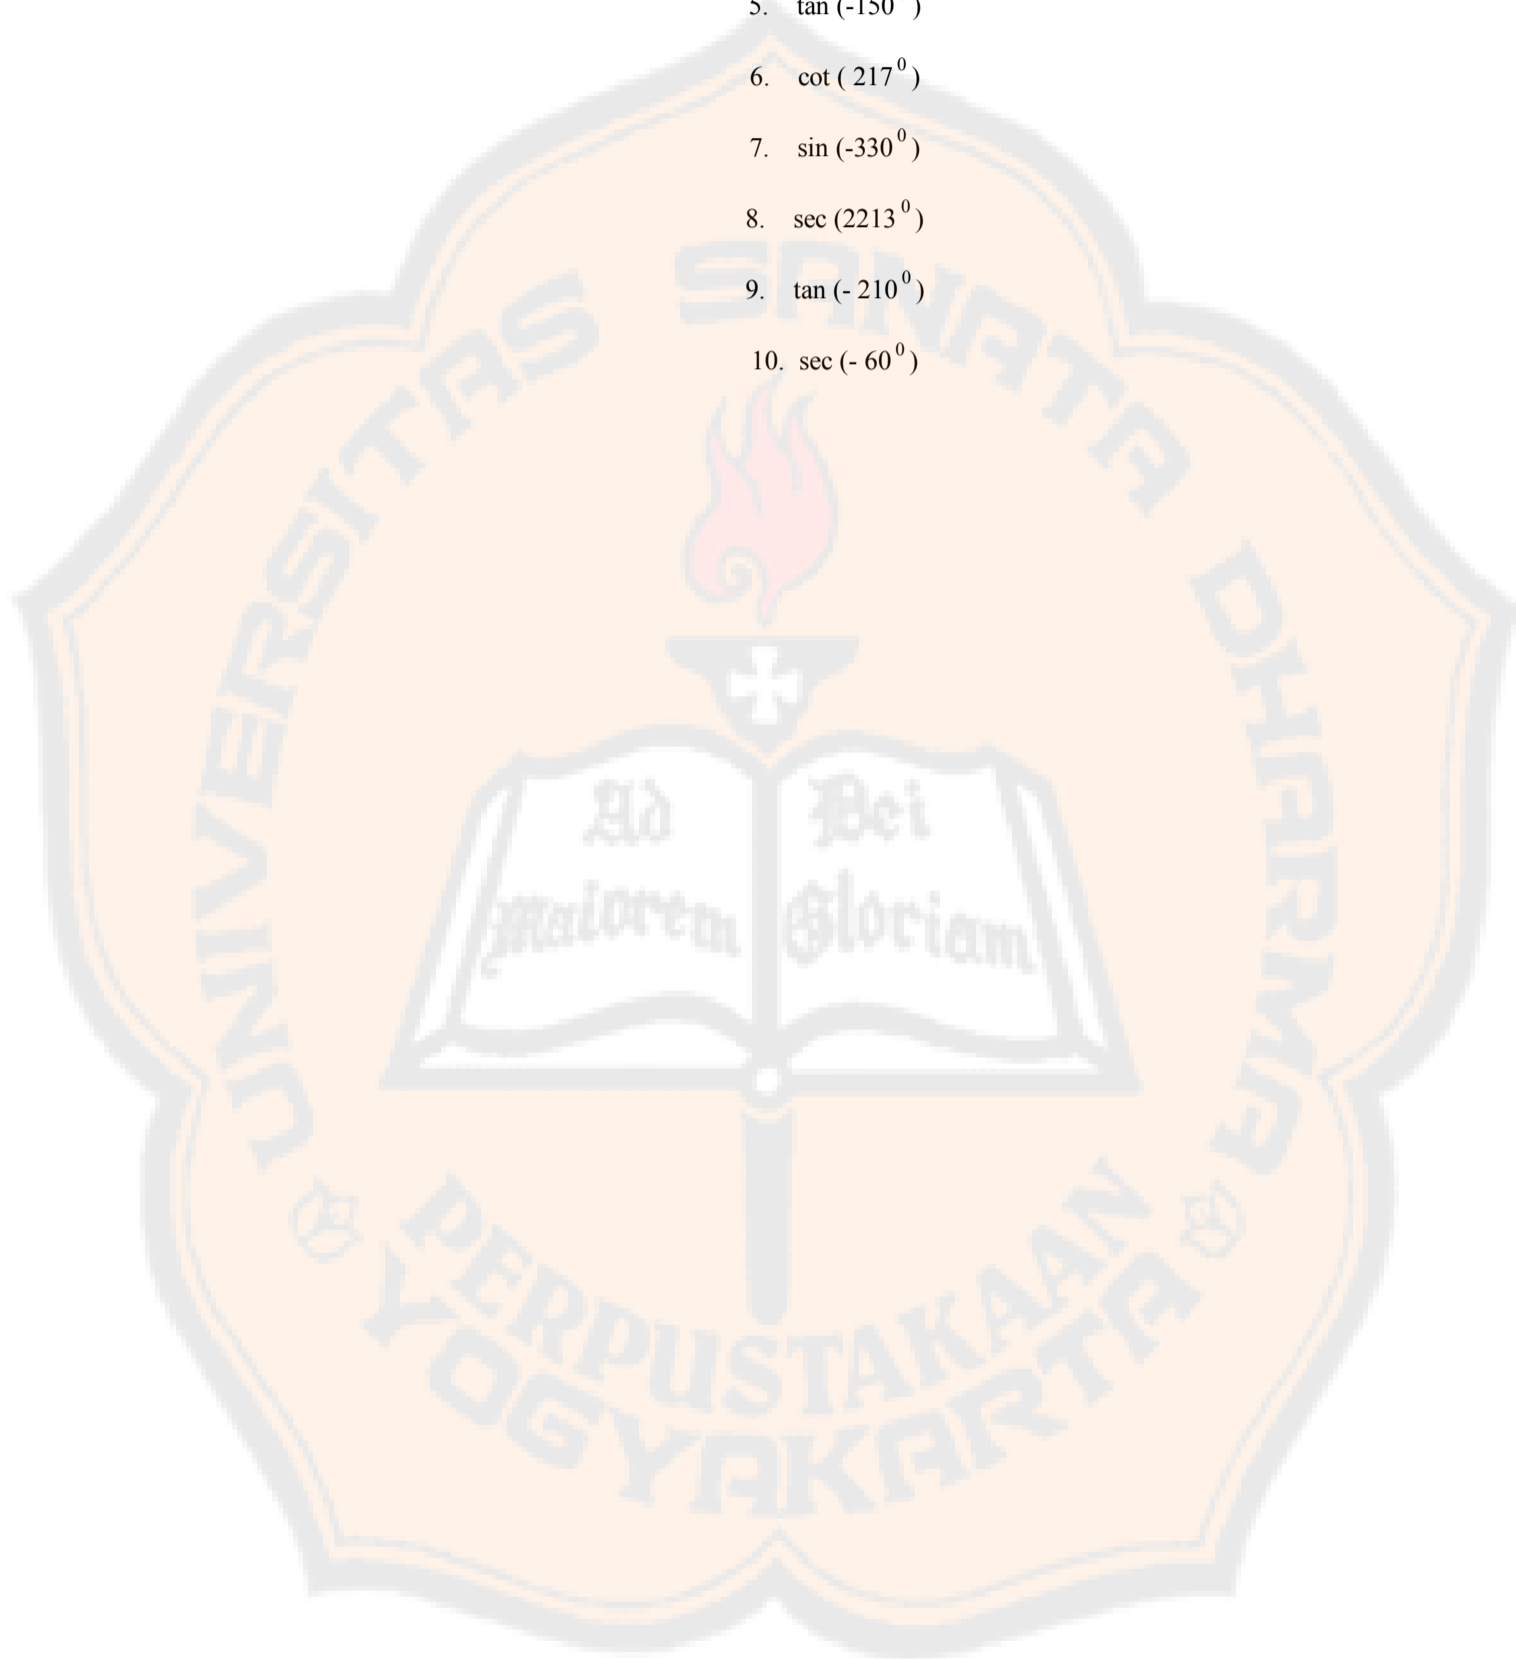 5. tan (-150⁰)
6. cot ( 217⁰)
7. sin (-330⁰)
8. sec (2213⁰)
9. tan (- 210⁰)
10. sec (- 60⁰)
UNIVERSITAS SANATA DHARMA
Ad
Maiorem
Dei
Gloriam
PERPUSTAKAAN
YOGYAKARTA